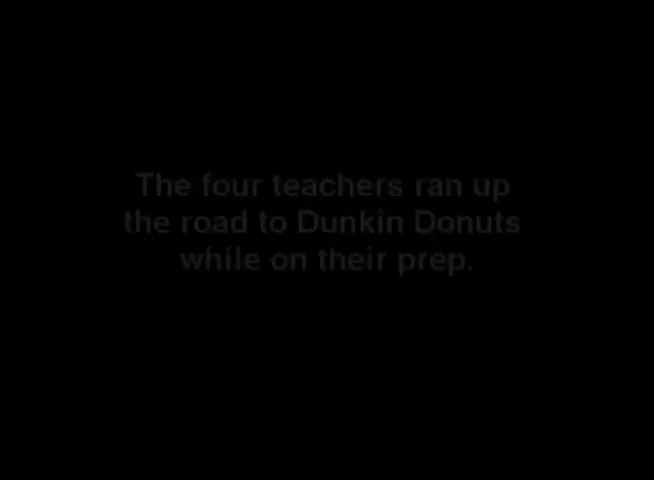 The four teachers ran up
the road to Dunkin Donuts
while on their prep.